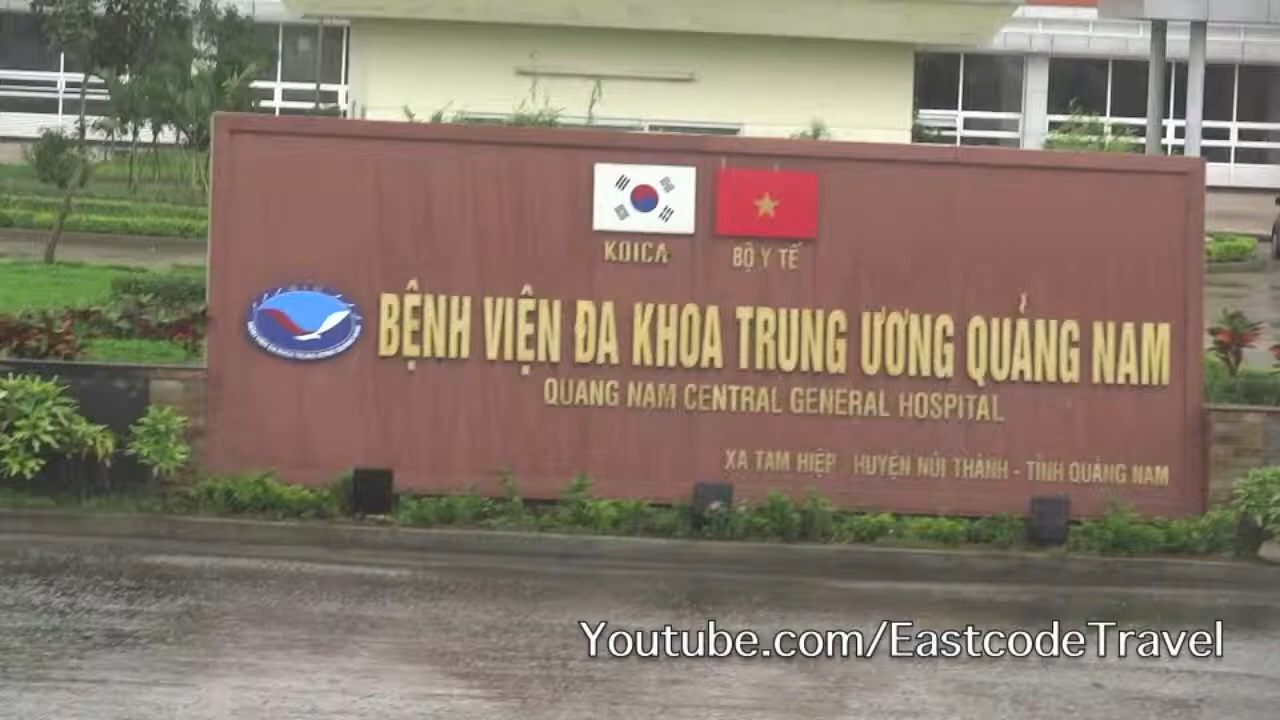 KOICA
BỘ Y TẾ
BỆNH VIỆN ĐA KHOA TRUNG ƯƠNG QUẢNG NAM
QUANG NAM CENTRAL GENERAL HOSPITAL
XA TAM HIỆP - HUYỆN NÚI THÀNH - TỈNH QUẢNG NAM
Youtube.com/EastcodeTravel